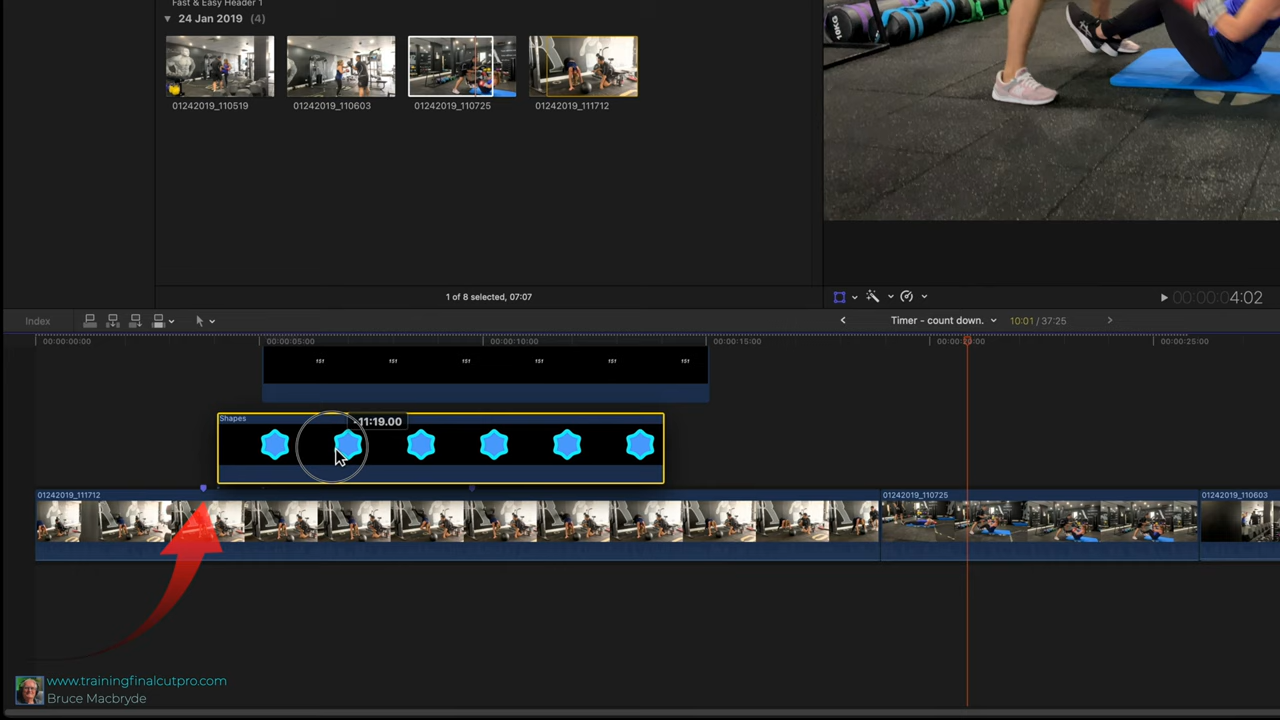 Fast & Easy Header 1
24 Jan 2019 (4)
01242019_110519
01242019_110603
01242019_110725
01242019_111712
10KG
1 of 8 selected, 07:07
00:00:04:02
Index
Timer - count down.
10:01 / 37:25
00:00:00:00
00:00:05:00
00:00:10:00
00:00:15:00
00:00:25:00
Shapes
-11:19.00
01242019_111712
01242019_110725
01242019_110603
www.trainingfinalcutpro.com
Bruce Macbryde